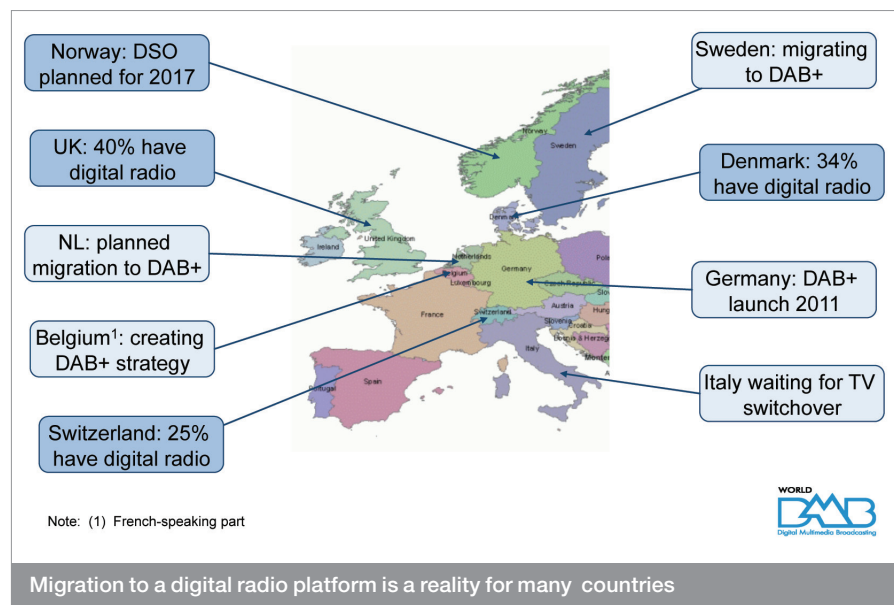 Norway: DSO
planned for 2017
UK: 40% have
digital radio
NL: planned
migration to DAB+
Belgium¹: creating
DAB+ strategy
Switzerland: 25%
have digital radio
Sweden: migrating
to DAB+
Denmark: 34%
have digital radio
Germany: DAB+
launch 2011
Italy waiting for TV
switchover
Norway
Sweden
Denmark
United Kingdom
Ireland
Netherlands
Belgium
Luxembourg
Germany
Czech Republic
France
Switzerland
Austria
Slovenia
Croatia
Bosnia & Herzeg
Italy
Spain
Portugal
Note: (1) French-speaking part
WORLD
DMB
Digital Multimedia Broadcasting
Migration to a digital radio platform is a reality for many countries